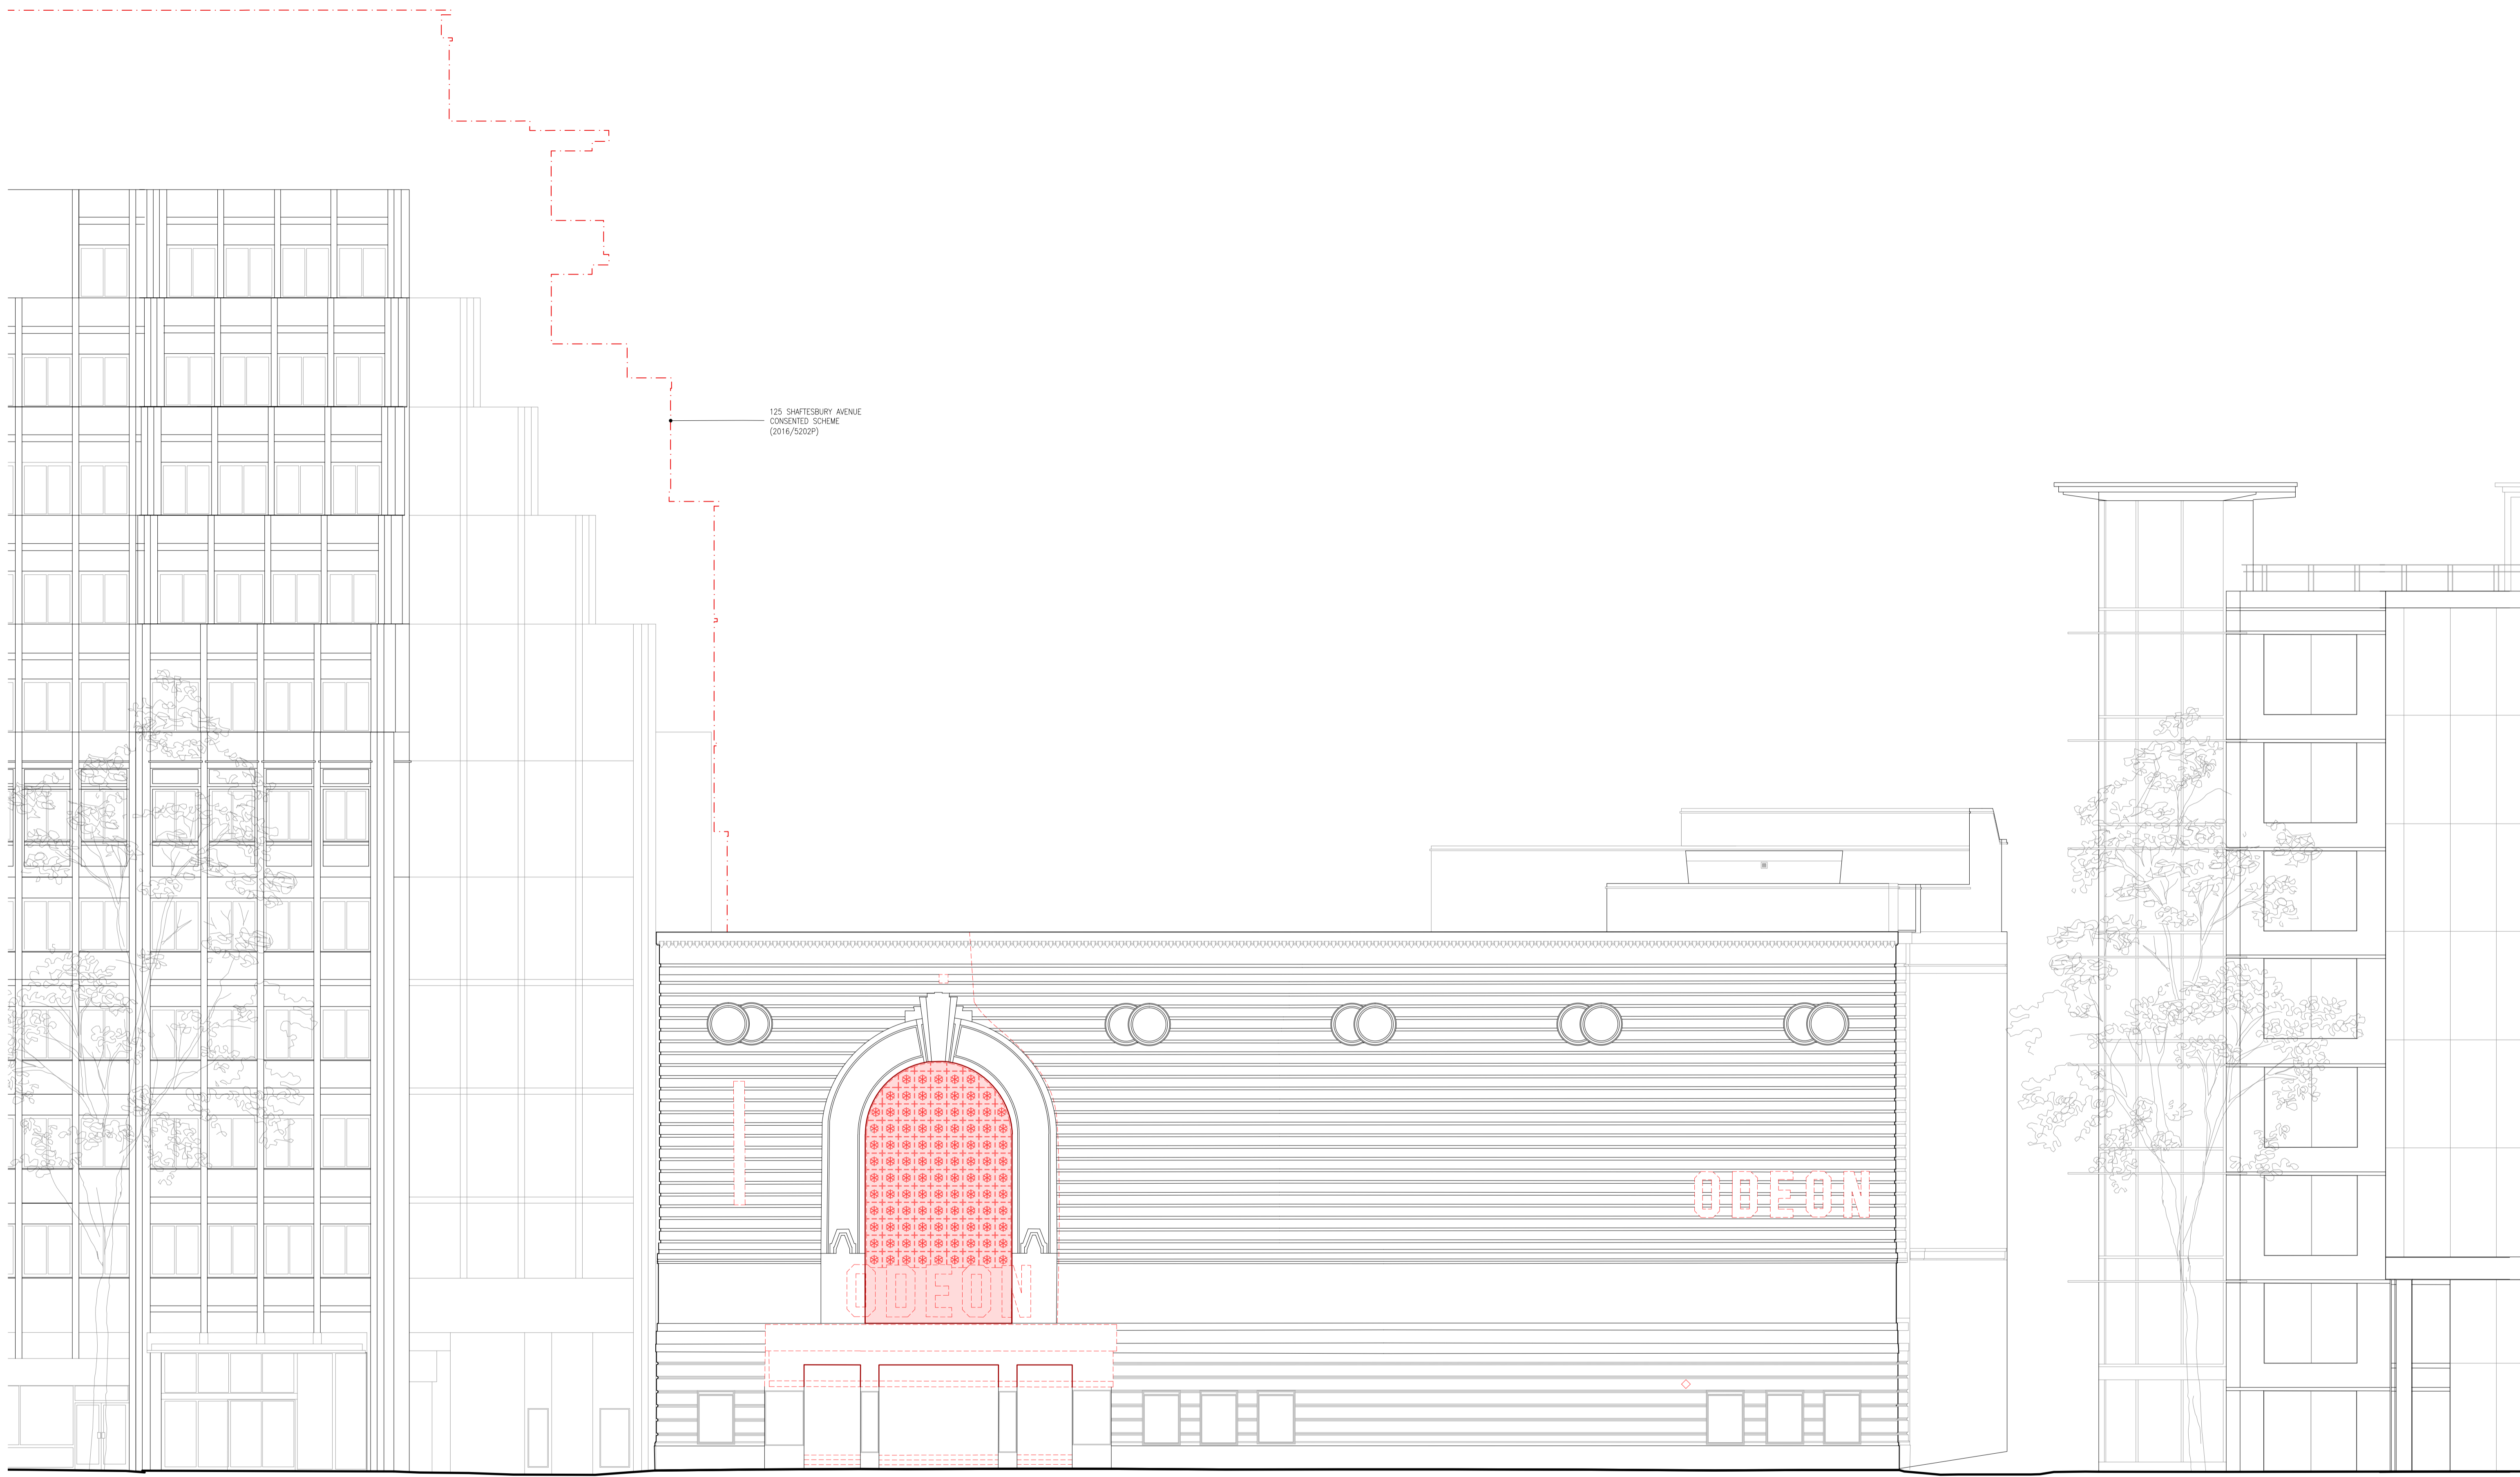 125 SHAFTESBURY AVENUE
CONSENTED SCHEME
(2016/5202P)
ODEON
ODEON